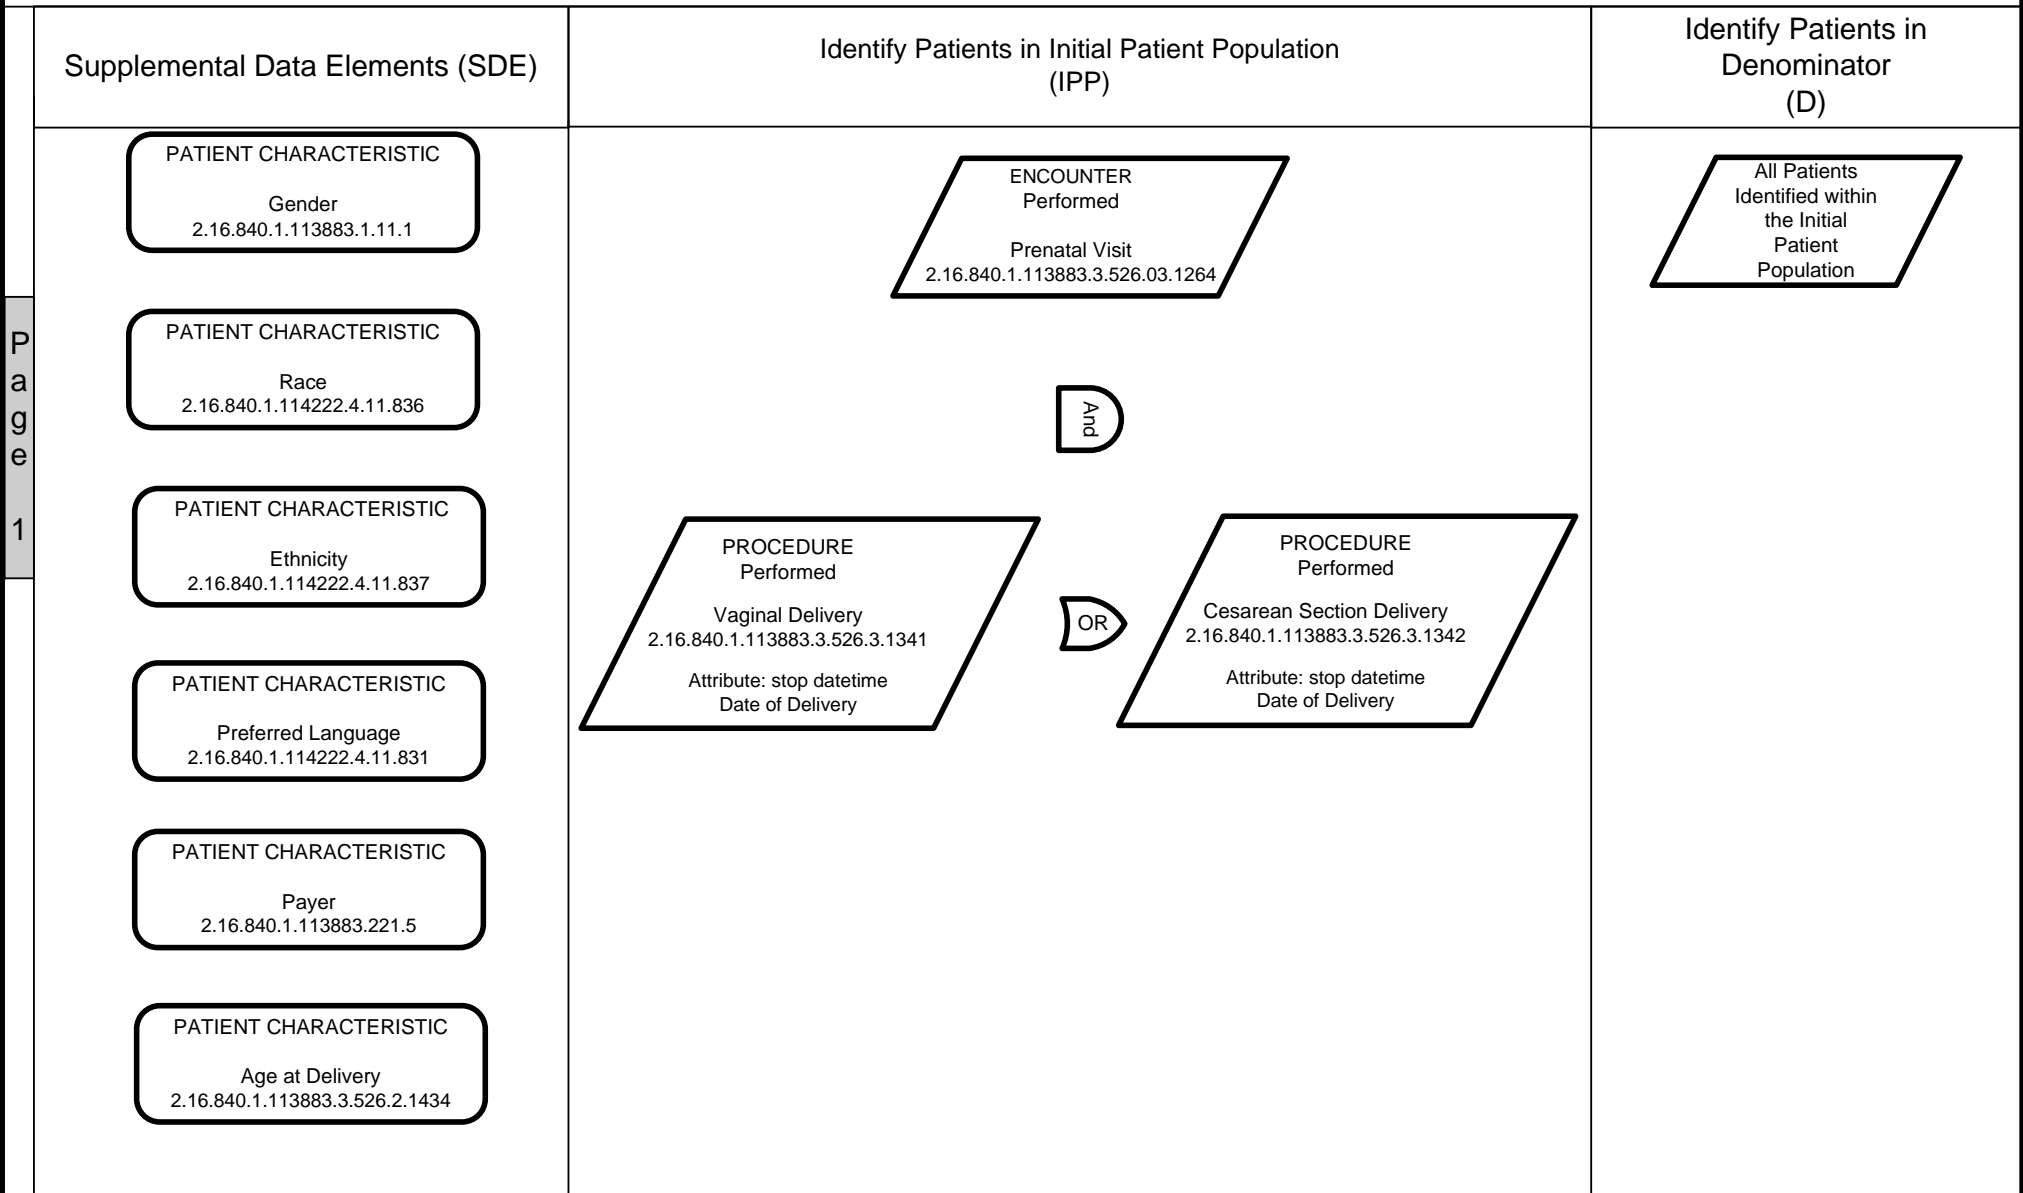 Supplemental Data Elements (SDE)
Identify Patients in Initial Patient Population
(IPP)
Identify Patients in
Denominator
(D)
Page 1
PATIENT CHARACTERISTIC
Gender
2.16.840.1.113883.1.11.1
PATIENT CHARACTERISTIC
Race
2.16.840.1.114222.4.11.836
PATIENT CHARACTERISTIC
Ethnicity
2.16.840.1.114222.4.11.837
PATIENT CHARACTERISTIC
Preferred Language
2.16.840.1.114222.4.11.831
PATIENT CHARACTERISTIC
Payer
2.16.840.1.113883.221.5
PATIENT CHARACTERISTIC
Age at Delivery
2.16.840.1.113883.3.526.2.1434
ENCOUNTER
Performed
Prenatal Visit
2.16.840.1.113883.3.526.03.1264
And
PROCEDURE
Performed
Vaginal Delivery
2.16.840.1.113883.3.526.3.1341
Attribute: stop datetime
Date of Delivery
OR
PROCEDURE
Performed
Cesarean Section Delivery
2.16.840.1.113883.3.526.3.1342
Attribute: stop datetime
Date of Delivery
All Patients
Identified within
the Initial
Patient
Population